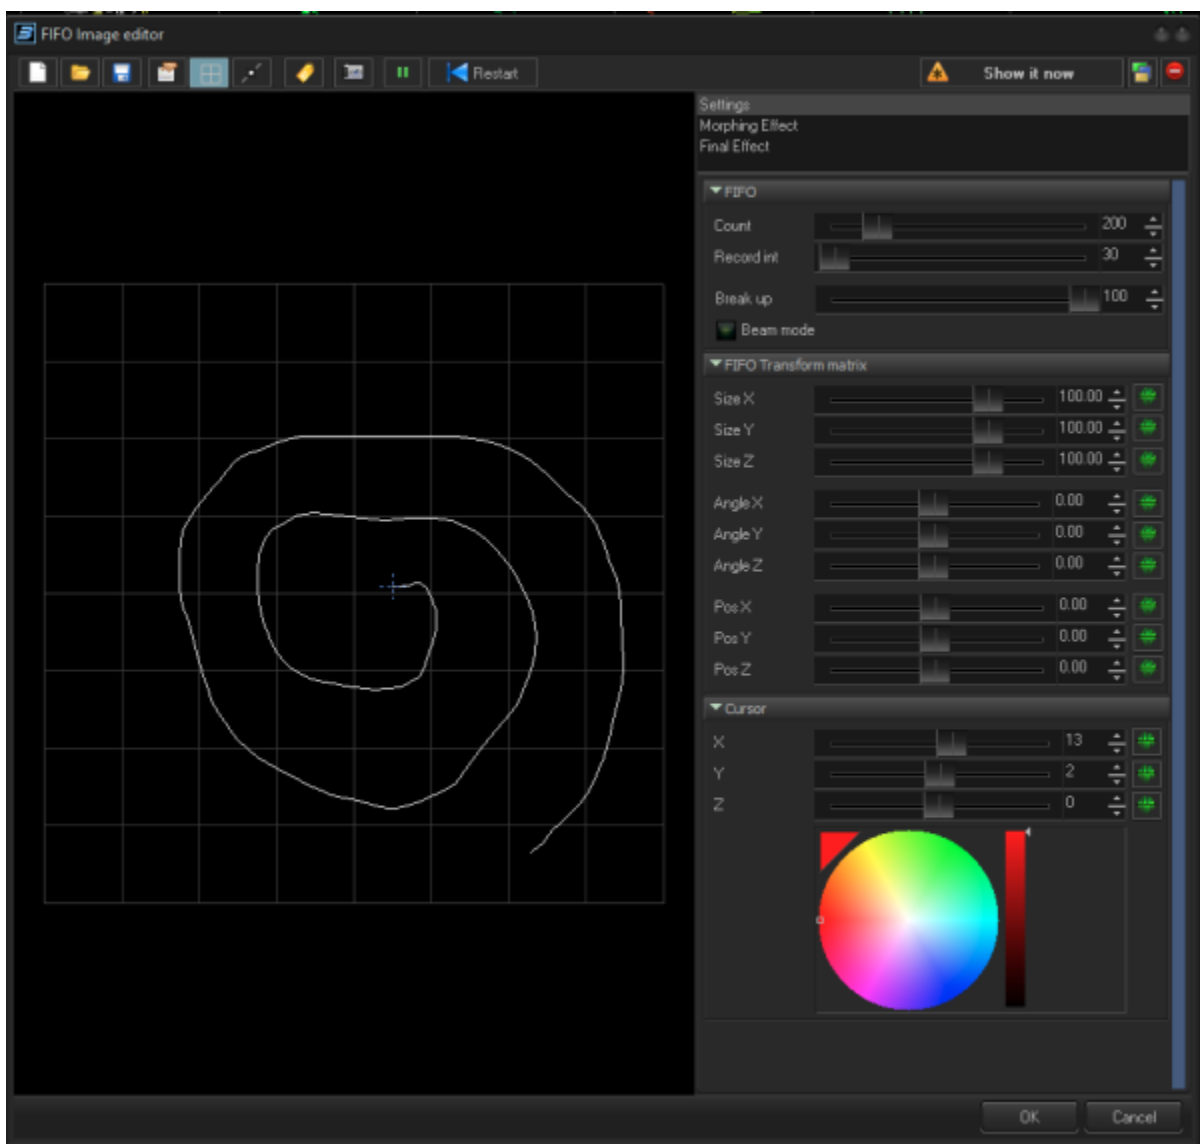 FIFO Image editor
Restart
Show it now
Settings
Morphing Effect
Final Effect
FIFO
Count 200
Record int 30
Break up 100
Beam mode
FIFO Transform matrix
Size X 100.00
Size Y 100.00
Size Z 100.00
Angle X 0.00
Angle Y 0.00
Angle Z 0.00
Pos X 0.00
Pos Y 0.00
Pos Z 0.00
Cursor
X 13
Y 2
Z 0
OK Cancel